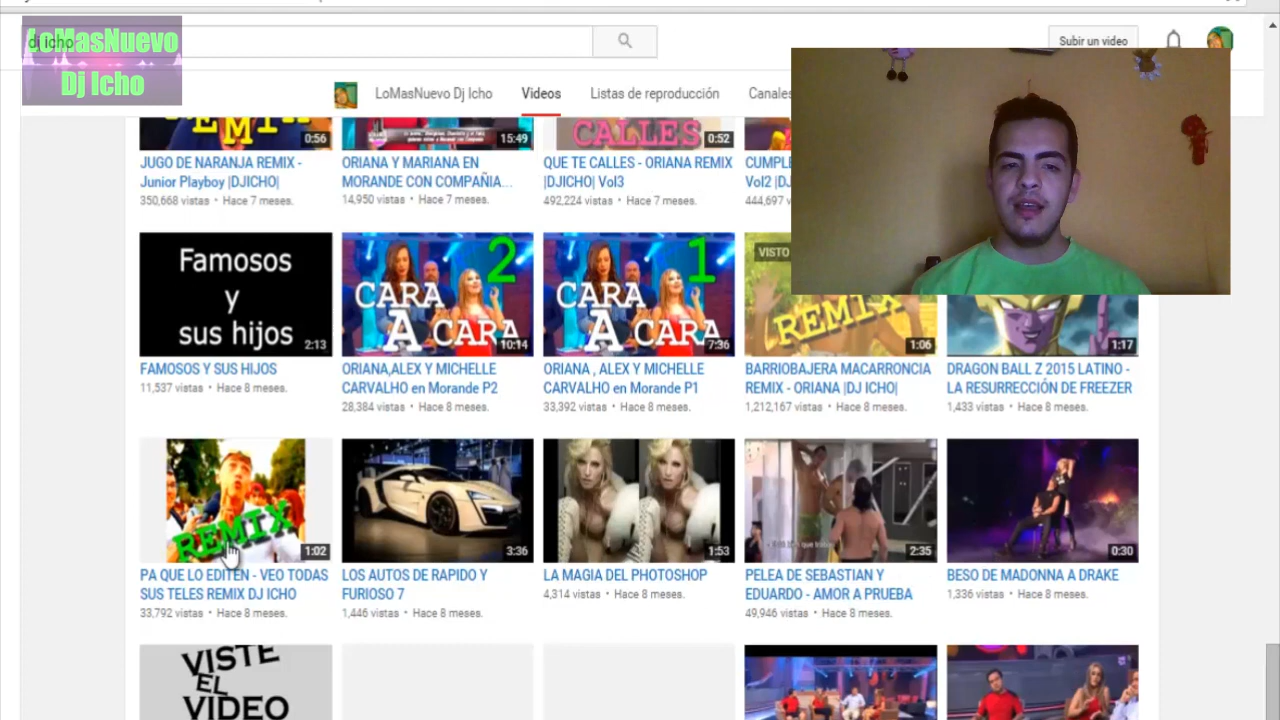 dj icho
LoMasNuevo
Dj Icho
Subir un video
LoMasNuevo Dj Icho
Videos
Listas de reproducción
Canales
REMIX
0:56
15:49
CALLES
0:52
JUGO DE NARANJA REMIX -
Junior Playboy |DJICHO|
350,668 vistas • Hace 7 meses.
ORIANA Y MARIANA EN
MORANDE CON COMPAÑIA...
14,950 vistas • Hace 7 meses.
QUE TE CALLES - ORIANA REMIX
|DJICHO| Vol3
492,224 vistas • Hace 7 meses.
CUMPLE
Vol2 |DJ
444,697 vistas
Famosos
y
sus hijos
2:13
2
CARA
A CARA
10:14
1
CARA
A CARA
7:36
VISTO
REMIX
1:06
1:17
FAMOSOS Y SUS HIJOS
11,537 vistas • Hace 8 meses.
ORIANA,ALEX Y MICHELLE
CARVALHO en Morande P2
28,384 vistas • Hace 8 meses.
ORIANA , ALEX Y MICHELLE
CARVALHO en Morande P1
33,392 vistas • Hace 8 meses.
BARRIOBAJERA MACARRONCIA
REMIX - ORIANA |DJ ICHO|
1,212,167 vistas • Hace 8 meses.
DRAGON BALL Z 2015 LATINO -
LA RESURRECCIÓN DE FREEZER
1,433 vistas • Hace 8 meses.
REMIX
1:02
3:36
1:53
2:35
0:30
PA QUE LO EDITEN - VEO TODAS
SUS TELES REMIX DJ ICHO
33,792 vistas • Hace 8 meses.
LOS AUTOS DE RAPIDO Y
FURIOSO 7
1,446 vistas • Hace 8 meses.
LA MAGIA DEL PHOTOSHOP
4,314 vistas • Hace 8 meses.
PELEA DE SEBASTIAN Y
EDUARDO - AMOR A PRUEBA
49,946 vistas • Hace 8 meses.
BESO DE MADONNA A DRAKE
1,336 vistas • Hace 8 meses.
VISTE
EL
VIDEO